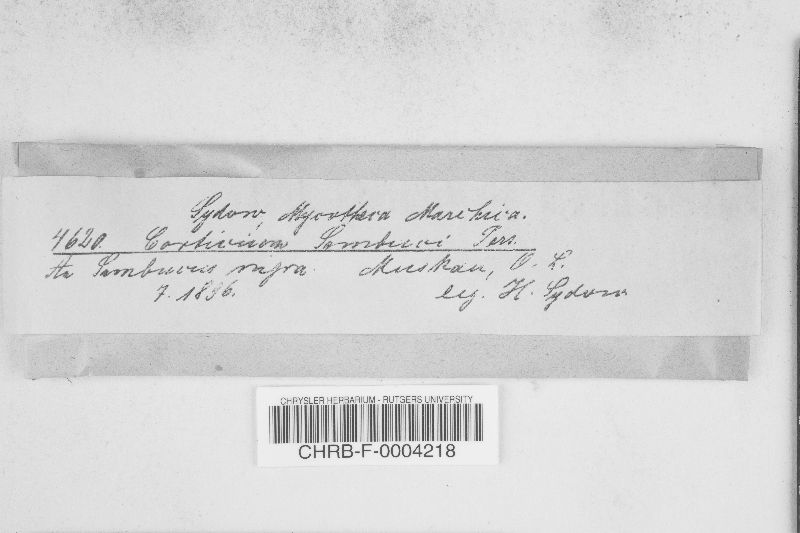 Sydow, Mycotheca Marchica.
4620. Corticium Sambuci Pers.
An Sambucus nigra. Muskau, O. L.
7. 1896. leg. H. Sydow
CHRYSLER HERBARIUM - RUTGERS UNIVERSITY
CHRB-F-0004218